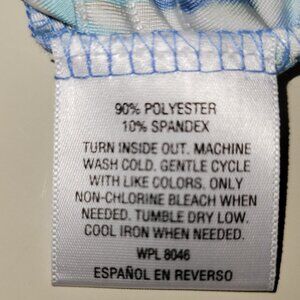 90% POLYESTER
10% SPANDEX
TURN INSIDE OUT. MACHINE
WASH COLD. GENTLE CYCLE
WITH LIKE COLORS. ONLY
NON-CHLORINE BLEACH WHEN
NEEDED. TUMBLE DRY LOW.
COOL IRON WHEN NEEDED.
WPL 8046
ESPAÑOL EN REVERSO